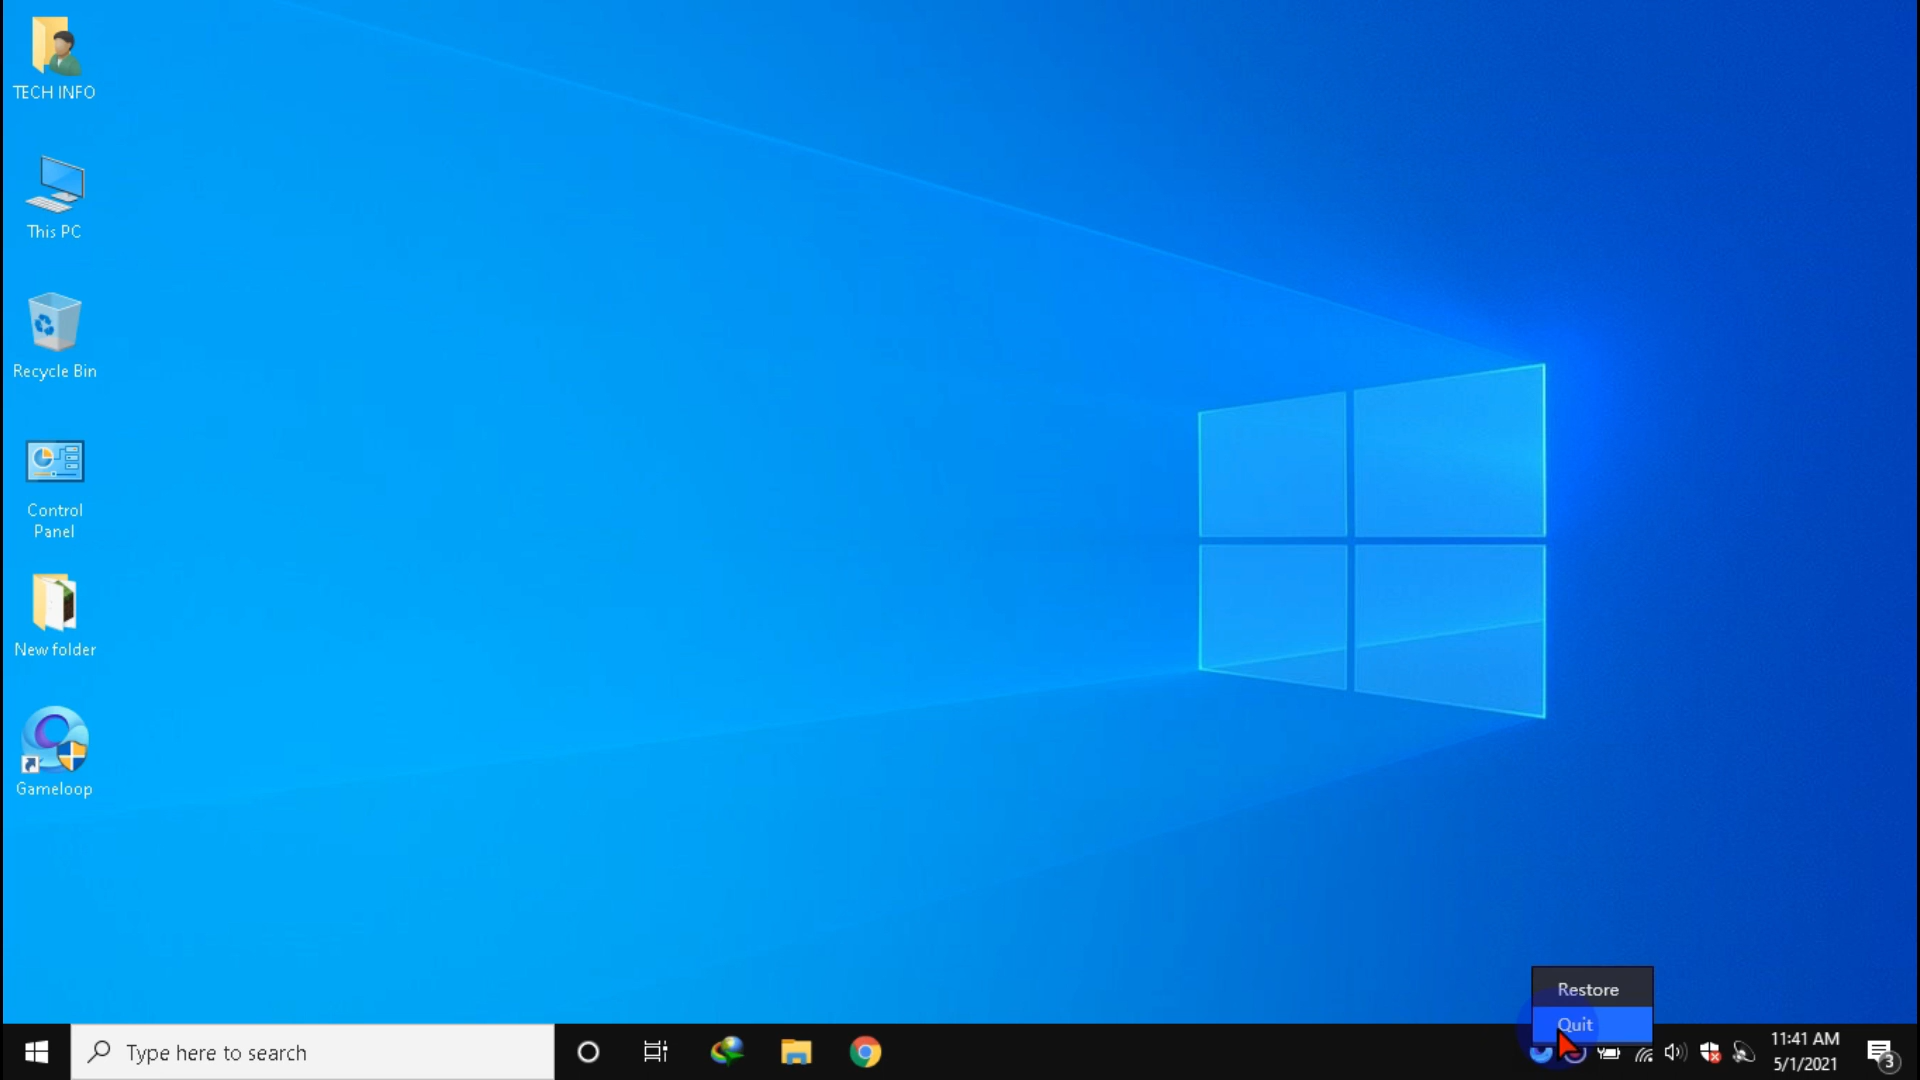 TECH INFO
This PC
Recycle Bin
Control
Panel
New folder
Gameloop
Restore
Quit
Type here to search
11:41 AM
5/1/2021
3